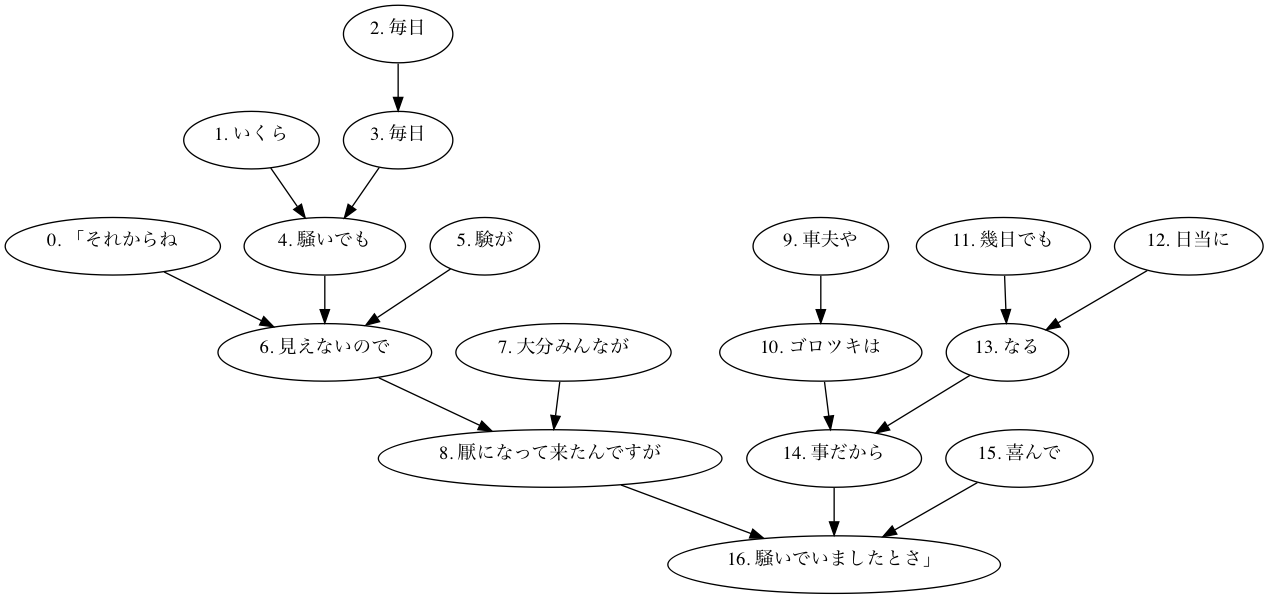 2. 毎日
1. いくら
3. 毎日
0. 「それからね
4. 騒いでも
5. 験が
9. 車夫や
11. 幾日でも
12. 日当に
6. 見えないので
7. 大分みんなが
10. ゴロツキは
13. なる
8. 厭になって来たんですが
14. 事だから
15. 喜んで
16. 騒いでいましたとさ」